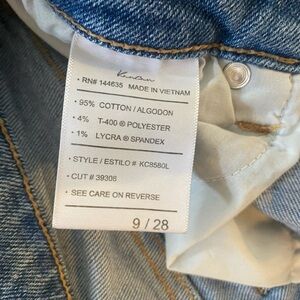 KanCan
· RN# 144635 MADE IN VIETNAM
· 95% COTTON / ALGODON
· 4% T-400 ® POLYESTER
· 1% LYCRA ® SPANDEX
· STYLE / ESTILO # KC8580L
· CUT # 39306
· SEE CARE ON REVERSE
9 / 28